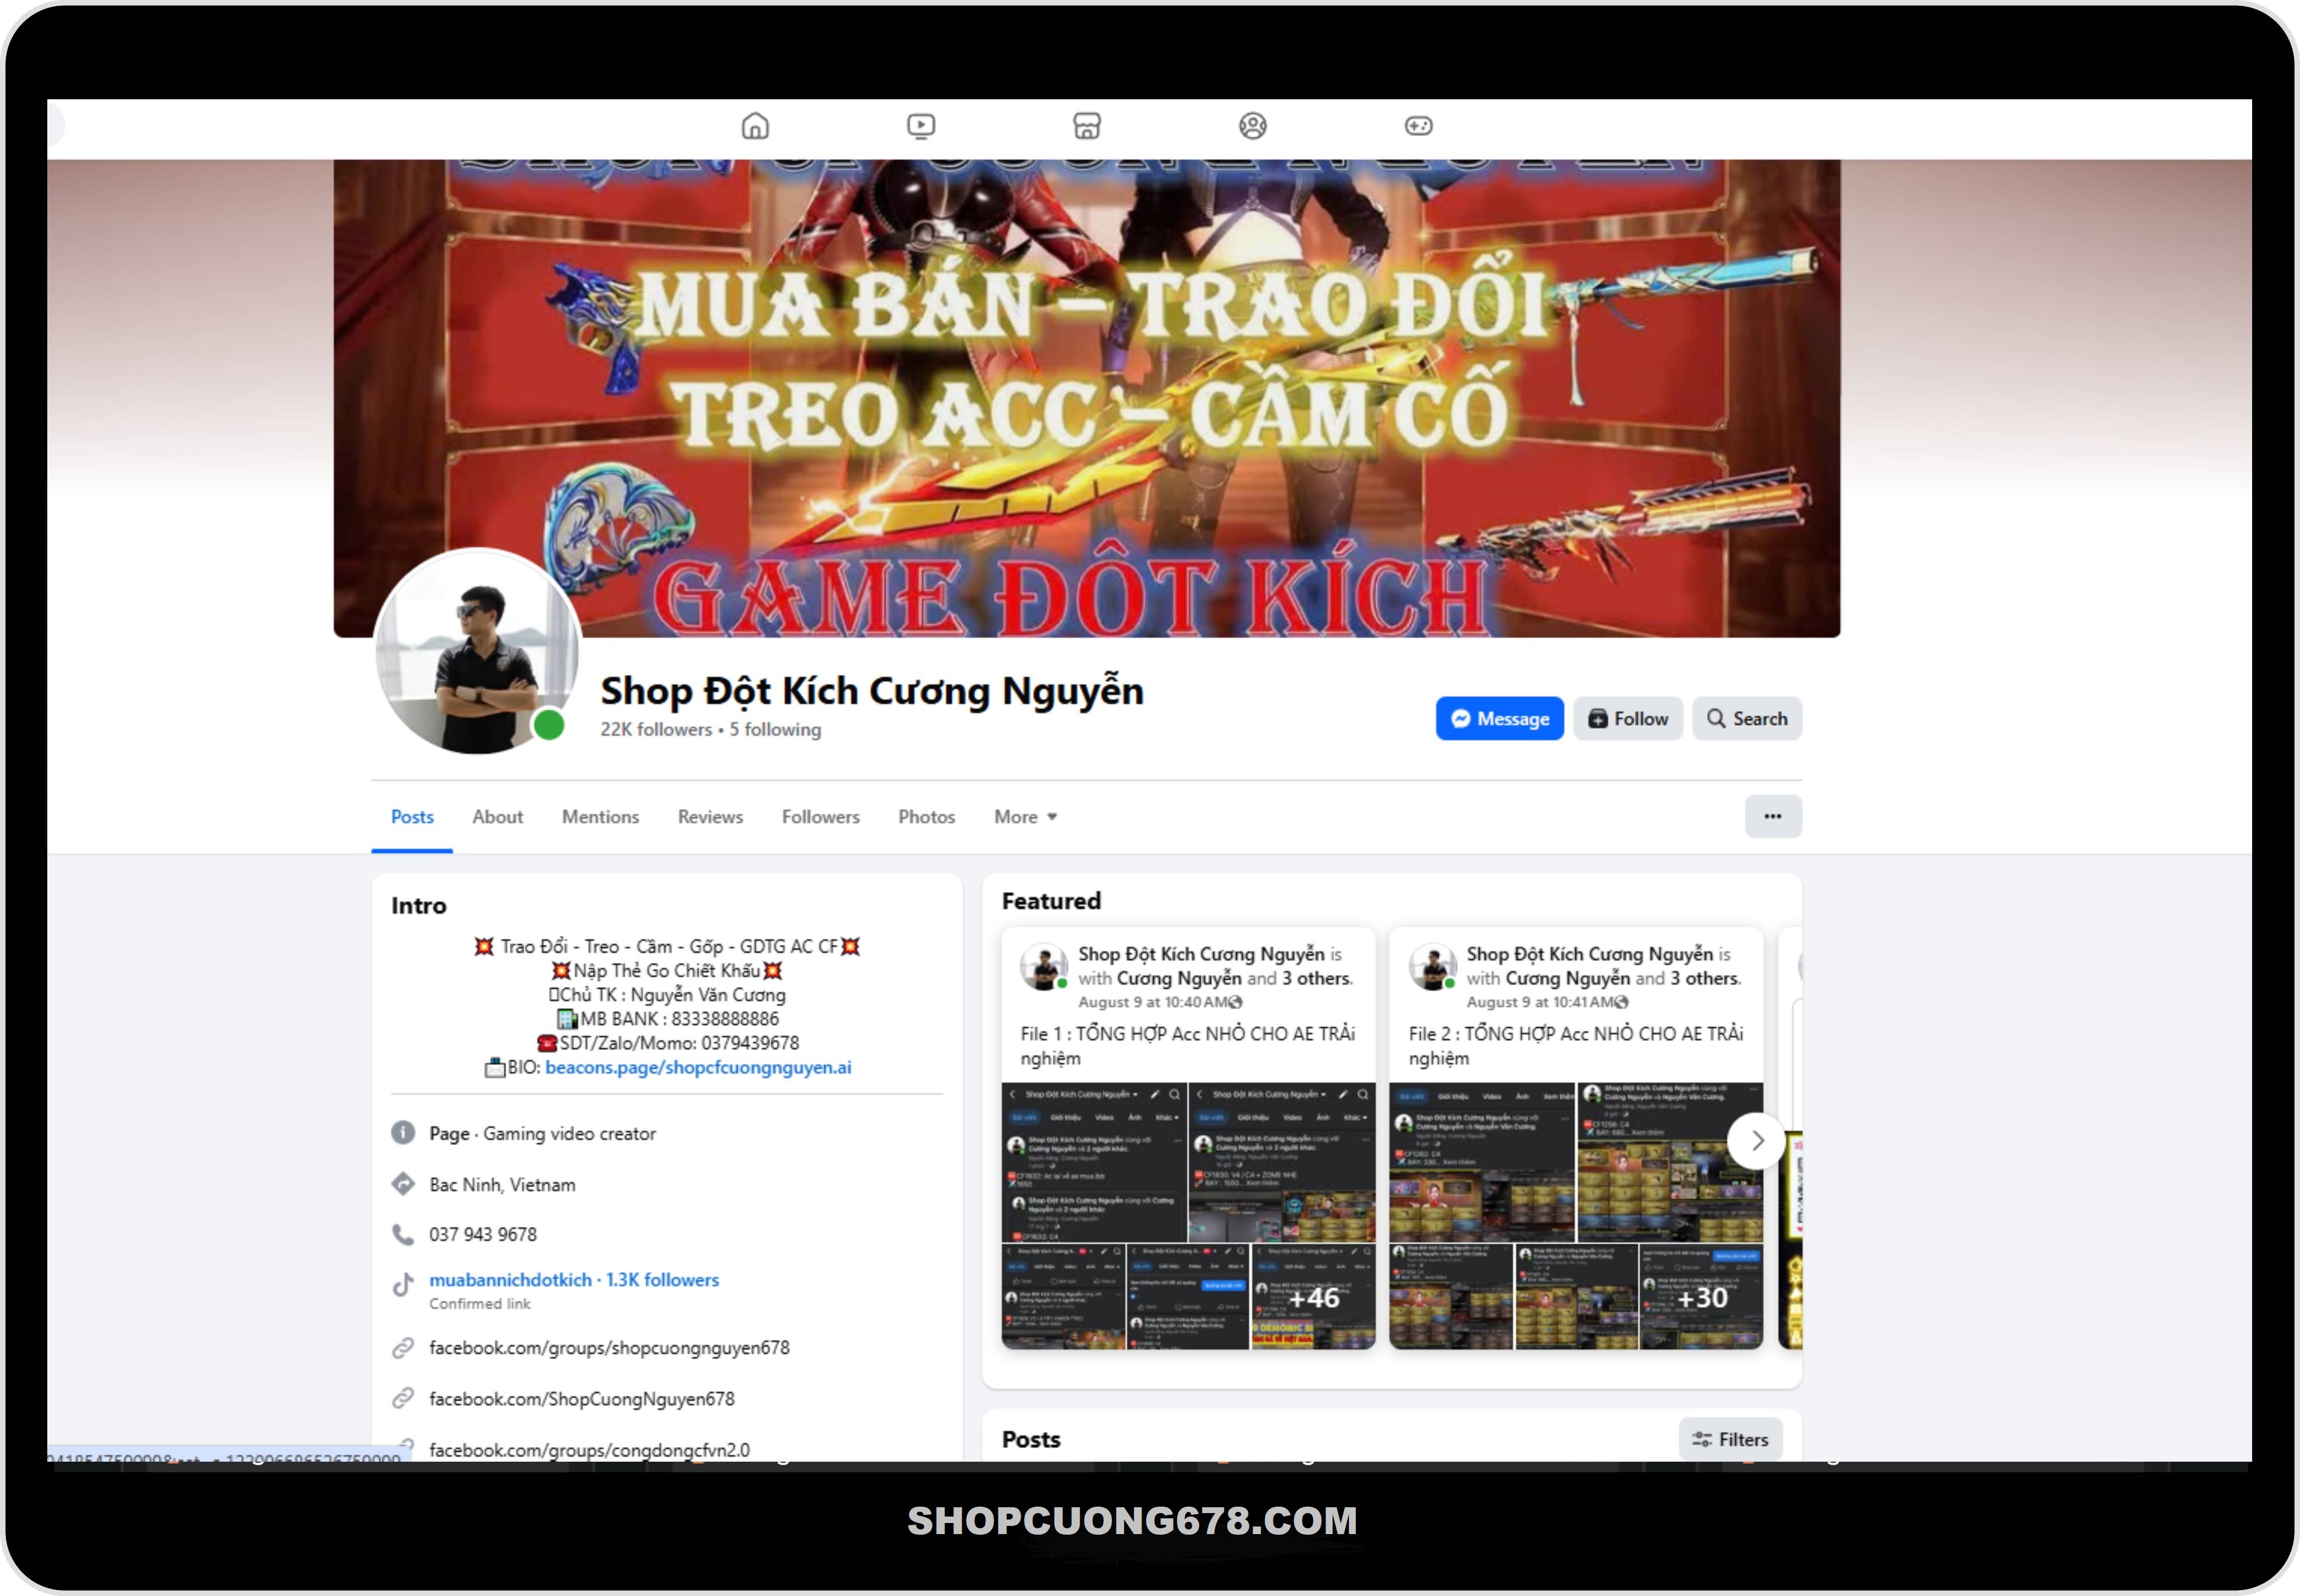 MUA BÁN – TRAO ĐỔI
TREO ACC – CẦM CỐ
GAME ĐÔT KÍCH
Shop Đột Kích Cương Nguyễn
22K followers • 5 following
Message
Follow
Search
Posts
About
Mentions
Reviews
Followers
Photos
More
Intro
💥 Trao Đổi - Treo - Cầm - Gốp - GDTG AC CF💥
💥Nập Thẻ Go Chiết Khấu💥
Chủ TK : Nguyễn Văn Cương
🏦MB BANK : 83338888886
☎️SDT/Zalo/Momo: 0379439678
📩BIO: beacons.page/shopcfcuongnguyen.ai
Page · Gaming video creator
Bac Ninh, Vietnam
037 943 9678
muabannichdotkich · 1.3K followers
Confirmed link
facebook.com/groups/shopcuongnguyen678
facebook.com/ShopCuongNguyen678
facebook.com/groups/congdongcfvn2.0
Featured
Shop Đột Kích Cương Nguyễn is
with Cương Nguyễn and 3 others.
August 9 at 10:40 AM
File 1 : TỔNG HỢP Acc NHỎ CHO AE TRẢi
nghiệm
+46
Shop Đột Kích Cương Nguyễn is
with Cương Nguyễn and 3 others.
August 9 at 10:41 AM
File 2 : TỔNG HỢP Acc NHỎ CHO AE TRẢi
nghiệm
+30
Posts
Filters
SHOPCUONG678.COM